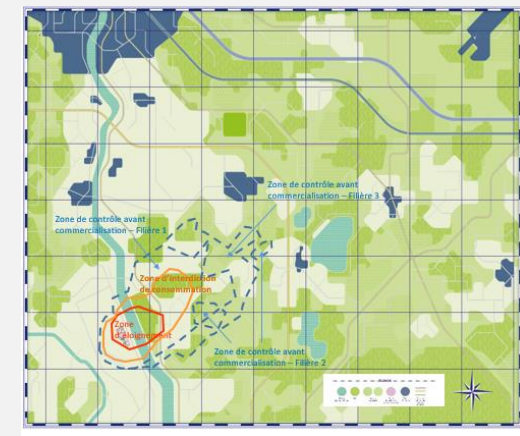 Zone de contrôle avant
commercialisation – Filière 3
Zone de contrôle avant
commercialisation – Filière 1
Zone d'interdiction
de consommation
Zone
d'éloignement
Zone de contrôle avant
commercialisation – Filière 2